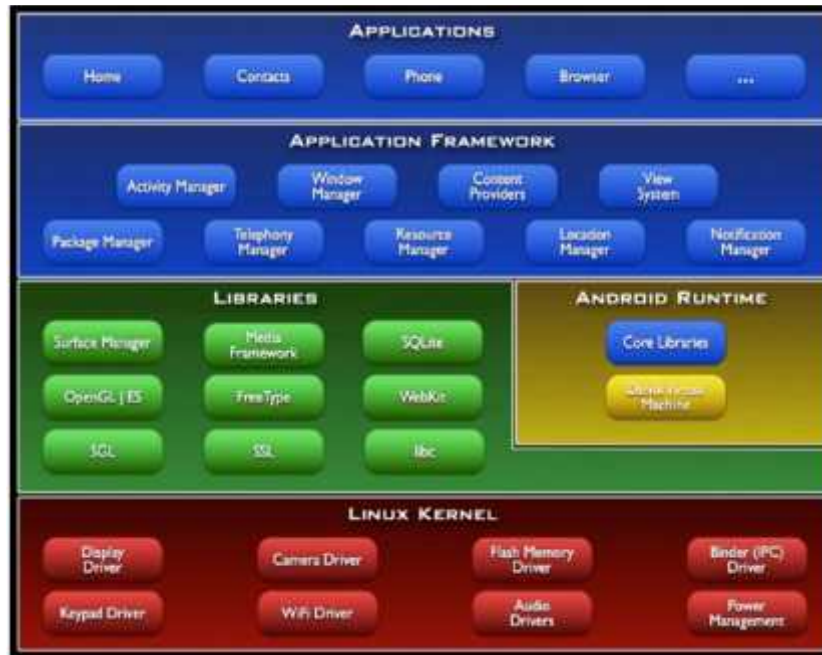 APPLICATIONS
Home
Contacts
Phone
Browser
...
APPLICATION FRAMEWORK
Activity Manager
Window
Manager
Content
Providers
View
System
Package Manager
Telephony
Manager
Resource
Manager
Location
Manager
Notification
Manager
LIBRARIES
Surface Manager
Media
Framework
SQLite
OpenGL | ES
FreeType
WebKit
SGL
SSL
libc
ANDROID RUNTIME
Core Libraries
Dalvik Virtual
Machine
LINUX KERNEL
Display
Driver
Camera Driver
Flash Memory
Driver
Binder (IPC)
Driver
Keypad Driver
WiFi Driver
Audio
Drivers
Power
Management